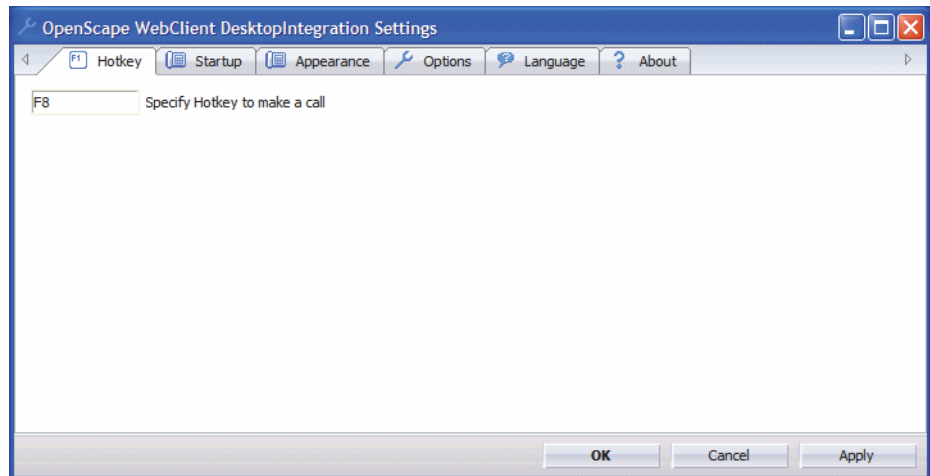 OpenScape WebClient DesktopIntegration Settings
F1 Hotkey Startup Appearance Options Language ? About
F8 Specify Hotkey to make a call
OK Cancel Apply